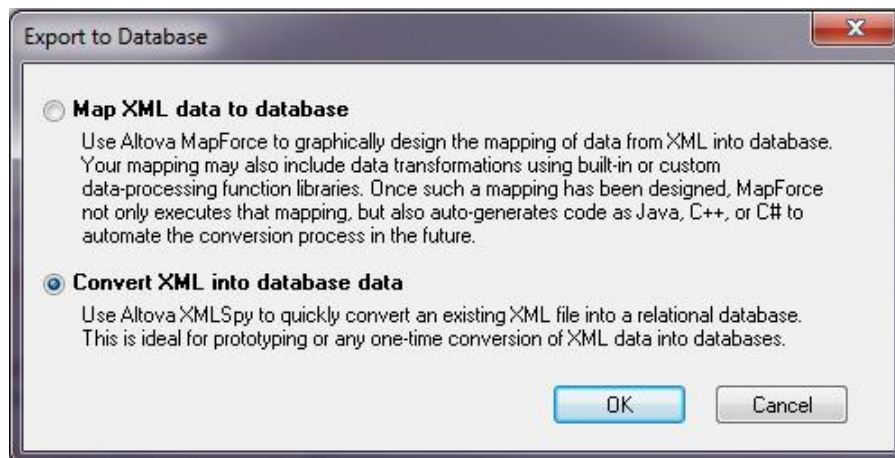 Export to Database
Map XML data to database
Use Altova MapForce to graphically design the mapping of data from XML into database.
Your mapping may also include data transformations using built-in or custom
data-processing function libraries. Once such a mapping has been designed, MapForce
not only executes that mapping, but also auto-generates code as Java, C++, or C# to
automate the conversion process in the future.
Convert XML into database data
Use Altova XMLSpy to quickly convert an existing XML file into a relational database.
This is ideal for prototyping or any one-time conversion of XML data into databases.
OK
Cancel